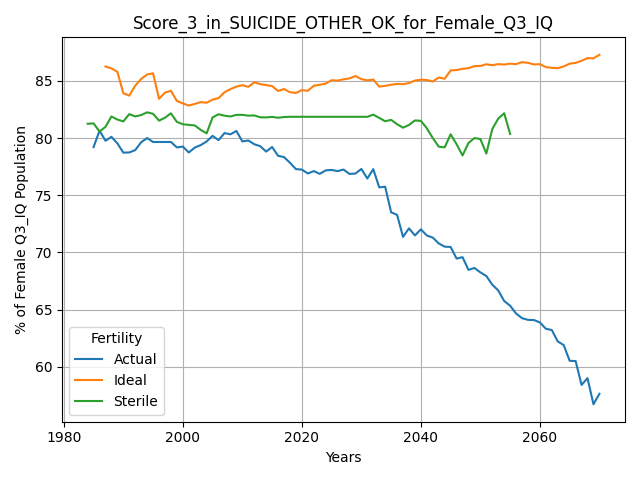 Score_3_in_SUICIDE_OTHER_OK_for_Female_Q3_IQ
% of Female Q3_IQ Population
85
80
75
70
65
60
Fertility
Actual
Ideal
Sterile
1980
2000
2020
2040
2060
Years